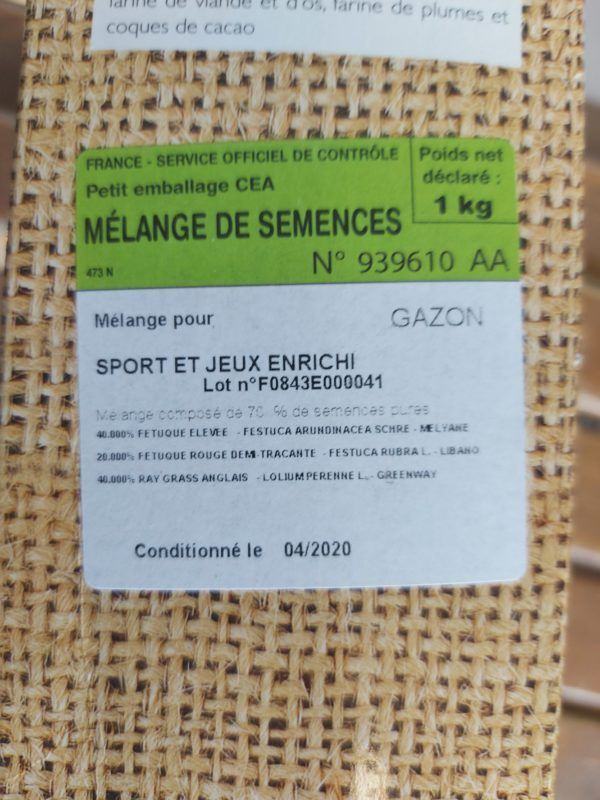 farine de viande et d'os, farine de plumes et
coques de cacao
FRANCE - SERVICE OFFICIEL DE CONTRÔLE
Petit emballage CEA
Poids net
déclaré :
1 kg
MÉLANGE DE SEMENCES
473 N
N° 939610 AA
Mélange pour GAZON
SPORT ET JEUX ENRICHI
Lot n°F0843E000041
Mélange composé de 70 % de semences pures
40.000% FETUQUE ELEVEE - FESTUCA ARUNDINACEA SCHRE - MELYANE
20.000% FETUQUE ROUGE DEMI-TRACANTE - FESTUCA RUBRA L. - LIBANO
40.000% RAY GRASS ANGLAIS - LOLIUM PERENNE L. - GREENWAY
Conditionné le 04/2020